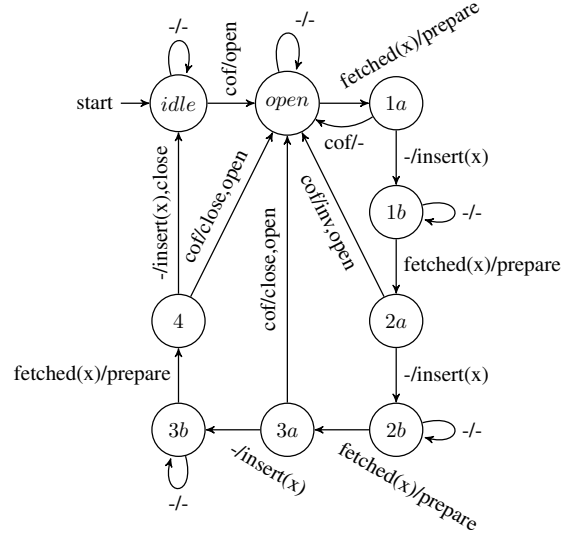 -/-
-/-
cof/open
fetched(x)/prepare
start
idle
open
1a
cof/-
-/insert(x)
-/insert(x),close
cof/close,open
cof/close,open
cof/inv,open
1b
-/-
fetched(x)/prepare
4
2a
fetched(x)/prepare
-/insert(x)
3b
3a
2b
-/-
-/insert(x)
fetched(x)/prepare
-/-